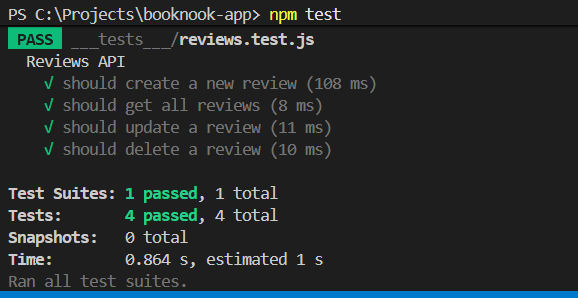 PS C:\Projects\booknook-app> npm test
PASS ___tests___/reviews.test.js
Reviews API
√ should create a new review (108 ms)
√ should get all reviews (8 ms)
√ should update a review (11 ms)
√ should delete a review (10 ms)
Test Suites: 1 passed, 1 total
Tests: 4 passed, 4 total
Snapshots: 0 total
Time: 0.864 s, estimated 1 s
Ran all test suites.